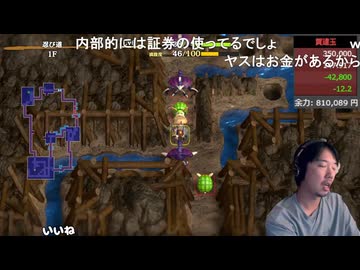 内部的には証券の使ってるでしょ
w
ヤスはお金があるから
忍び道
1F
46/100
買建玉
350,000
-42,800
-12.2
余力: 810,089 円
いいね